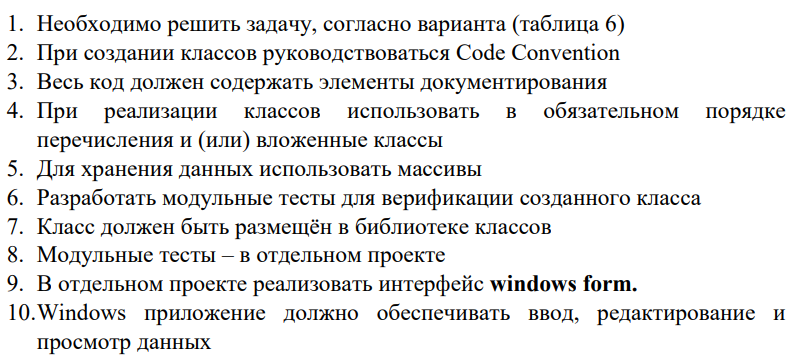 1. Необходимо решить задачу, согласно варианта (таблица 6)
2. При создании классов руководствоваться Code Convention
3. Весь код должен содержать элементы документирования
4. При реализации классов использовать в обязательном порядке
перечисления и (или) вложенные классы
5. Для хранения данных использовать массивы
6. Разработать модульные тесты для верификации созданного класса
7. Класс должен быть размещён в библиотеке классов
8. Модульные тесты – в отдельном проекте
9. В отдельном проекте реализовать интерфейс windows form.
10.Windows приложение должно обеспечивать ввод, редактирование и
просмотр данных